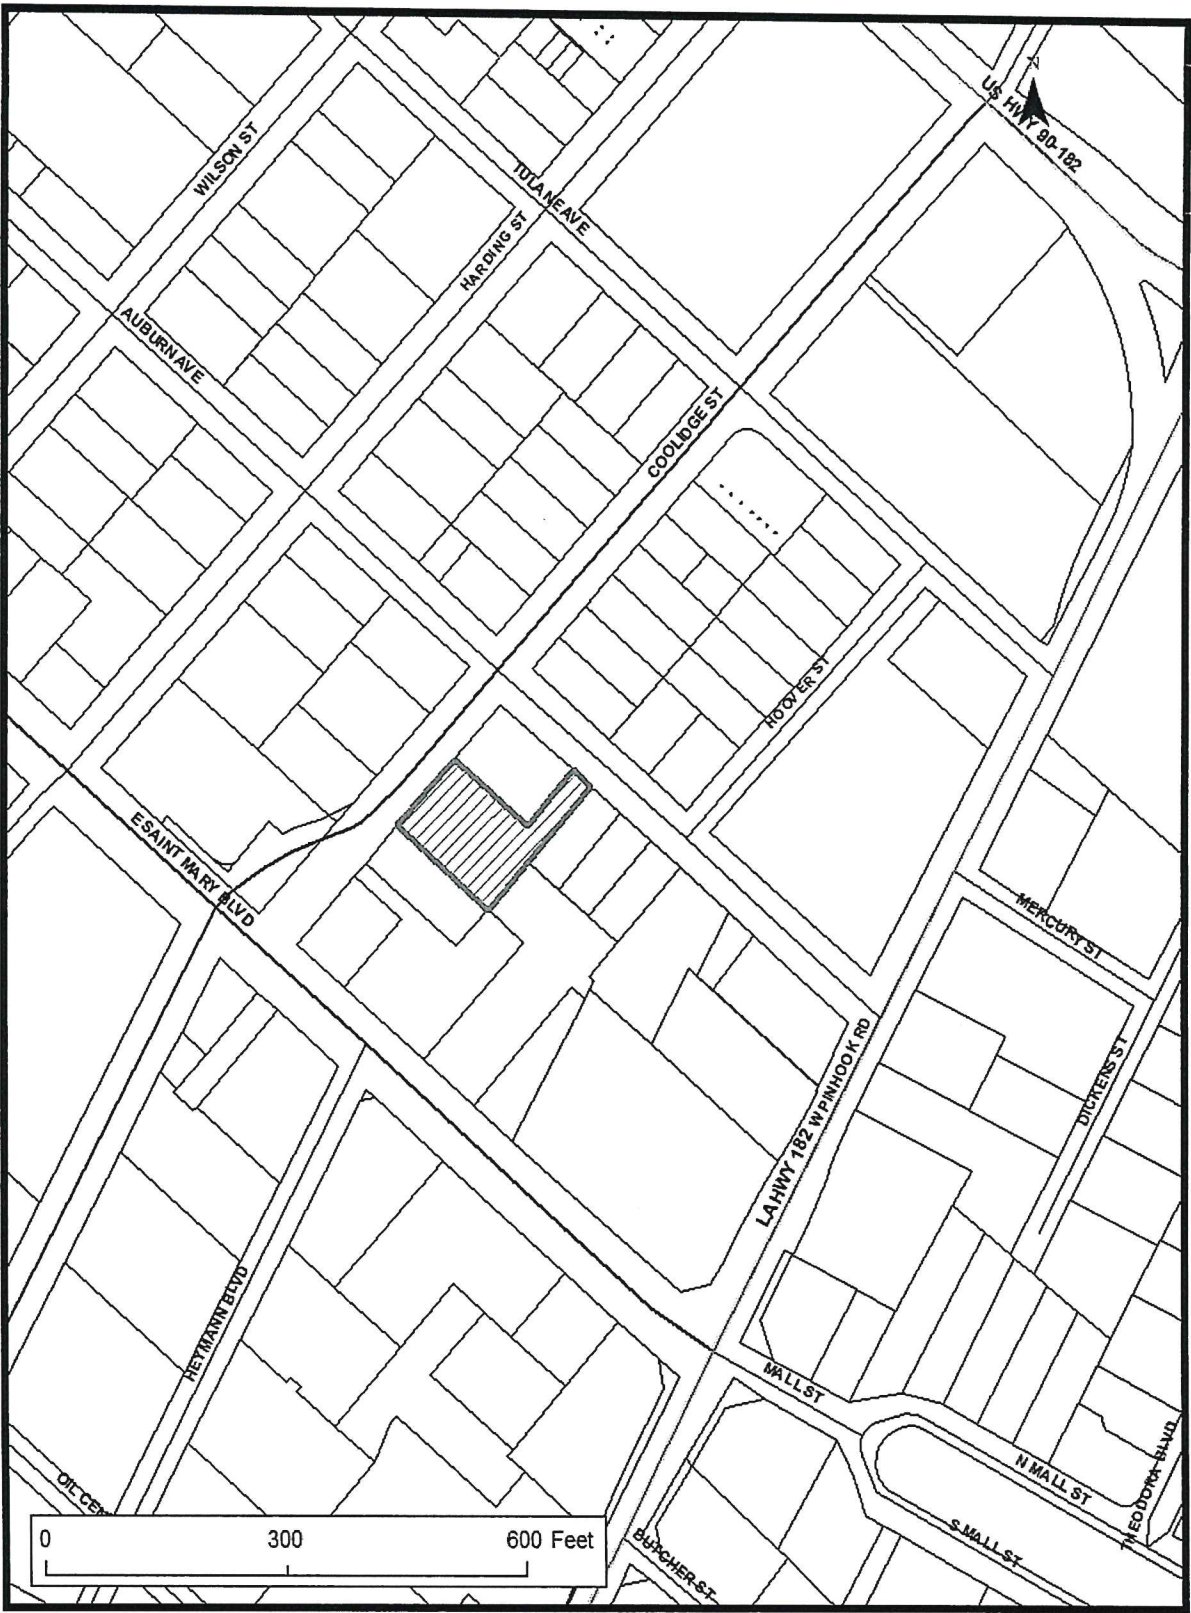 N
US HWY 90-182
WILSON ST
TULANE AVE
HARDING ST
AUBURN AVE
COOLIDGE ST
HOOVER ST
E SAINT MARY BLVD
MERCURY ST
DICKENS ST
LA HWY 182 W PINHOOK RD
HEYMANN BLVD
MALL ST
N MALL ST
THEODORA BLVD
OIL CEN
S MALL ST
BUTCHER ST
0 300 600 Feet